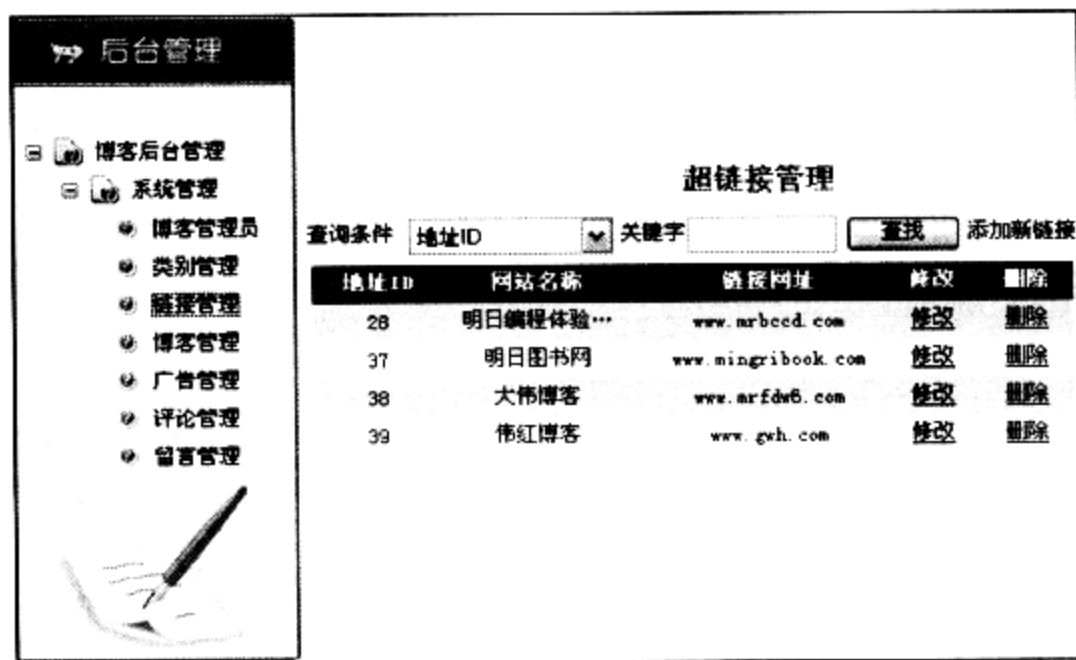 后台管理
博客后台管理
系统管理
博客管理员
类别管理
链接管理
博客管理
广告管理
评论管理
留言管理
超链接管理
查询条件 地址ID 关键字 查找 添加新链接
地址ID 网站名称 链接网址 修改 删除
28 明日编程体验… www.mrbccd.com 修改 删除
37 明日图书网 www.mingribook.com 修改 删除
38 大伟博客 www.mrfdw6.com 修改 删除
39 伟红博客 www.gwh.com 修改 删除